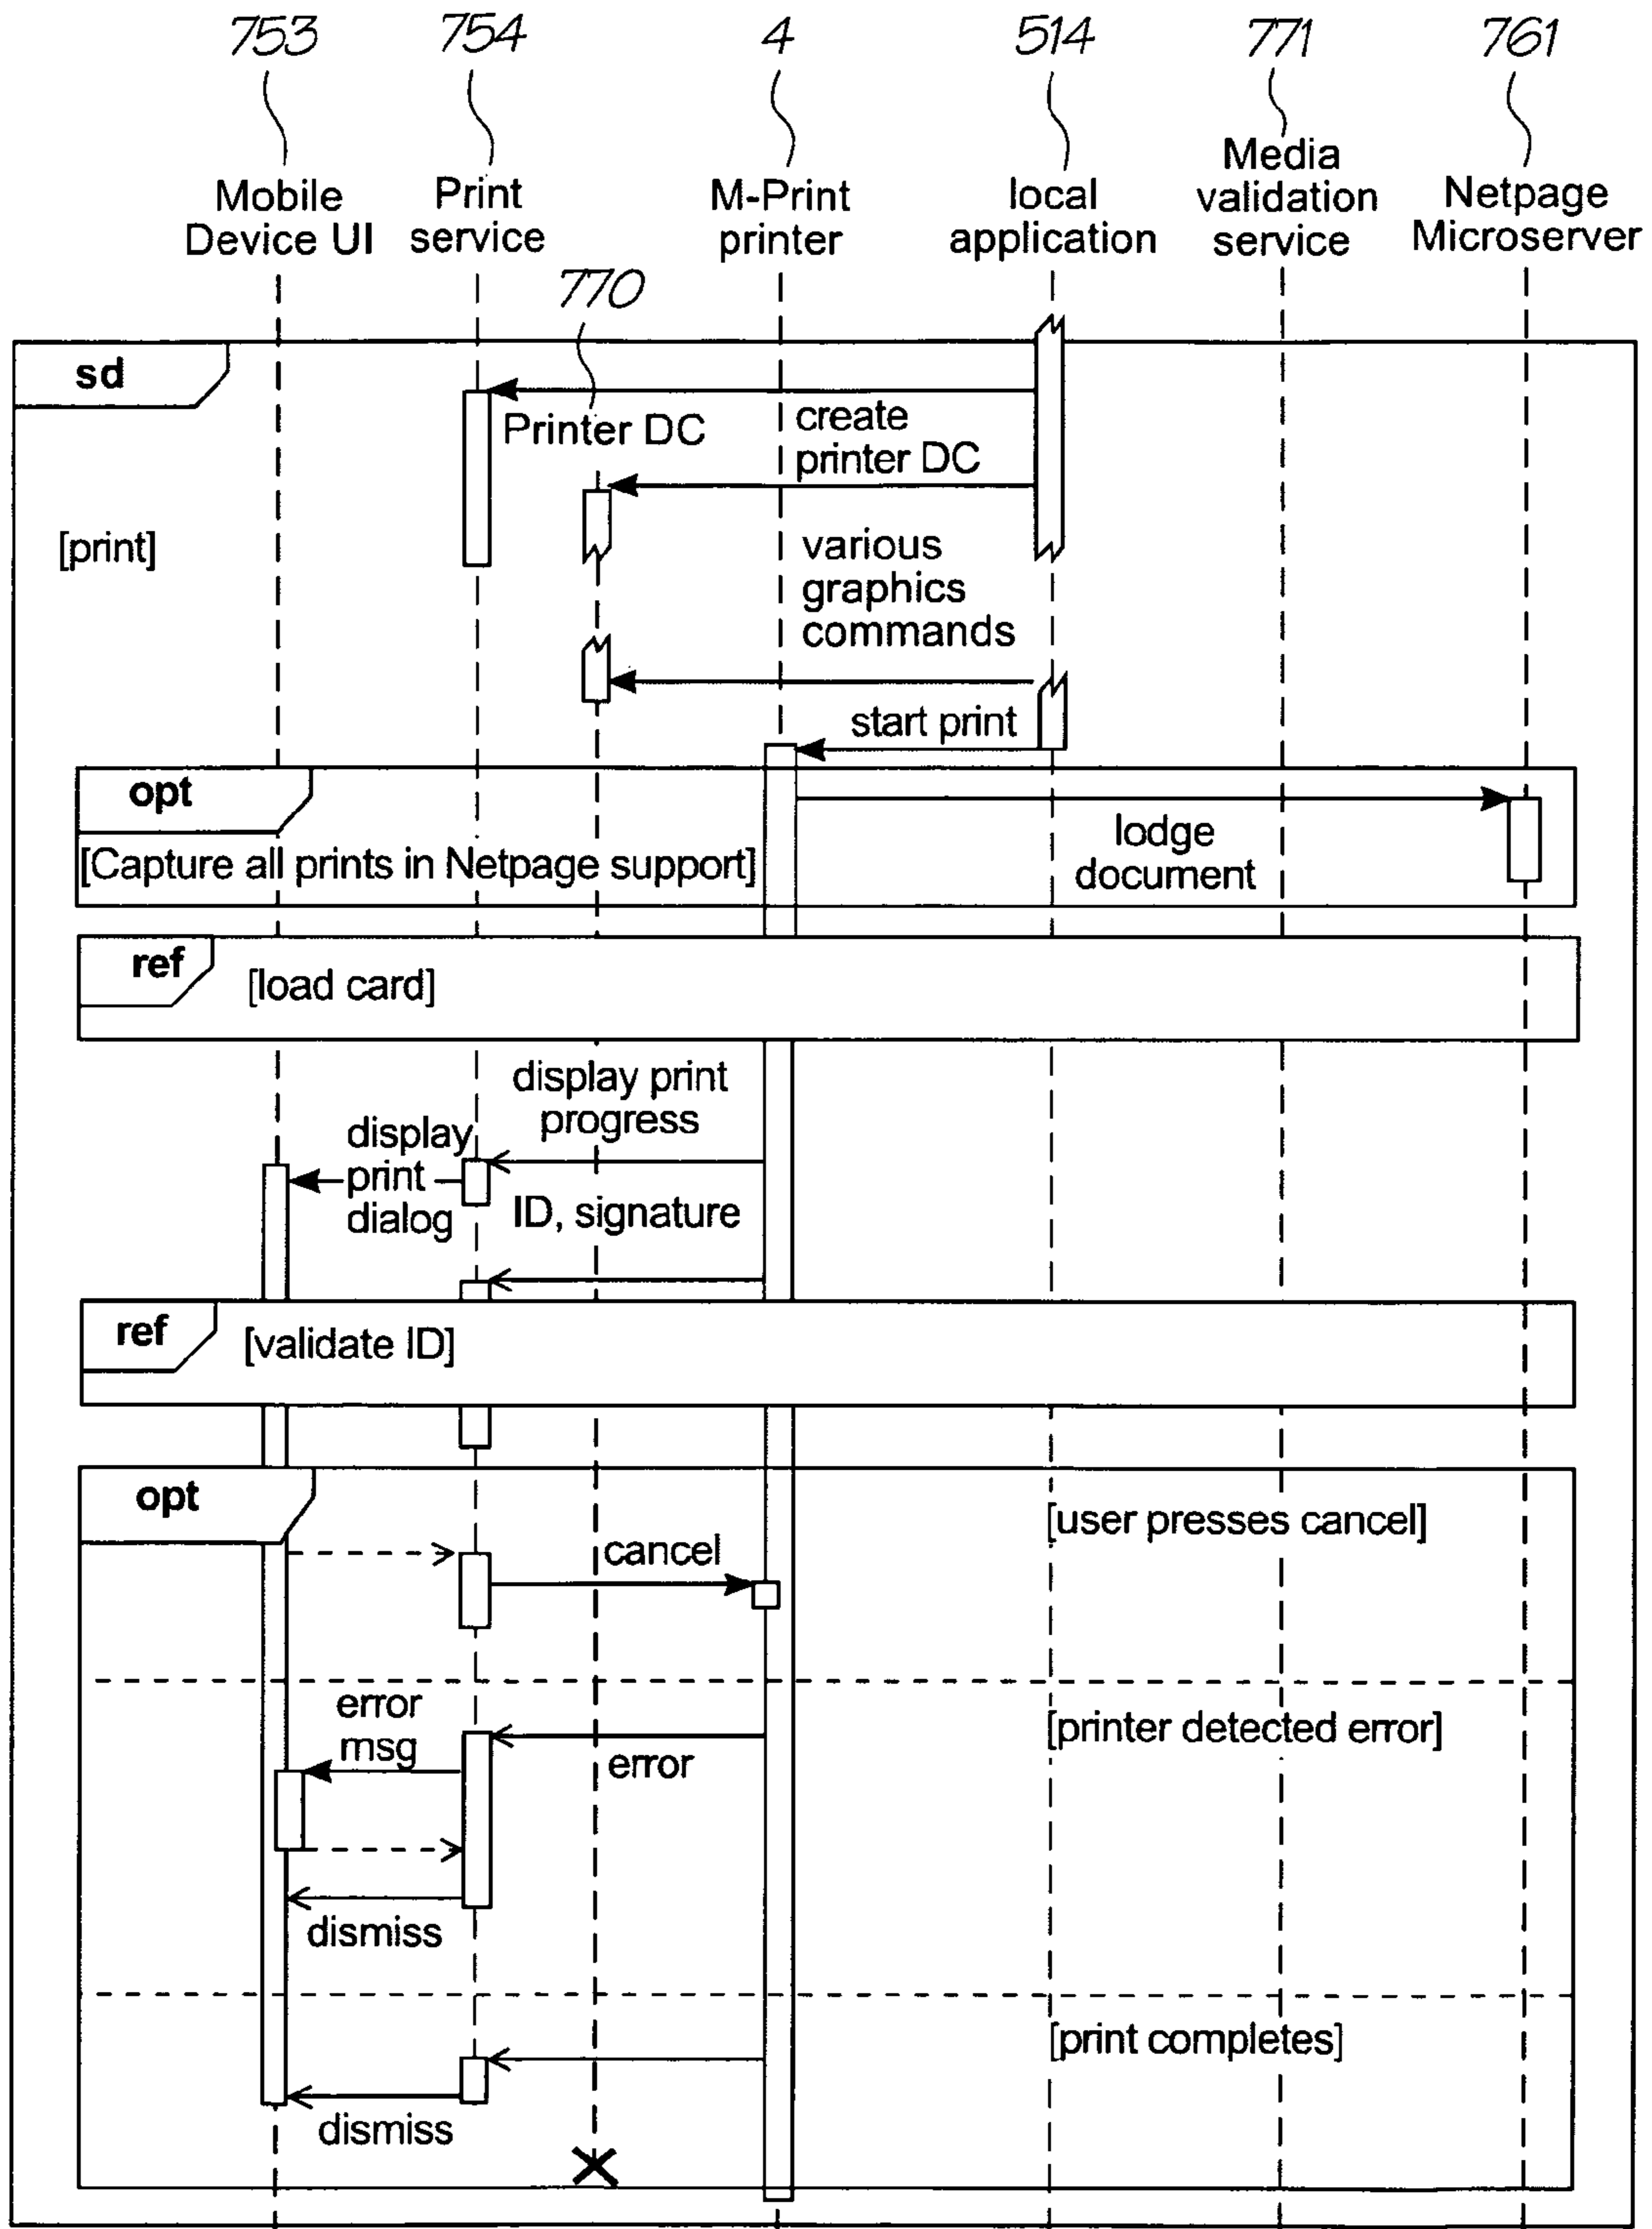 753
754
4
514
771
761
Mobile
Device UI
Print
service
M-Print
printer
local
application
Media
validation
service
Netpage
Microserver
770
sd
Printer DC
create
printer DC
[print]
various
graphics
commands
start print
opt
[Capture all prints in Netpage support]
lodge
document
ref
[load card]
display print
progress
display
print
dialog
ID, signature
ref
[validate ID]
opt
[user presses cancel]
cancel
error
msg
[printer detected error]
error
dismiss
[print completes]
dismiss